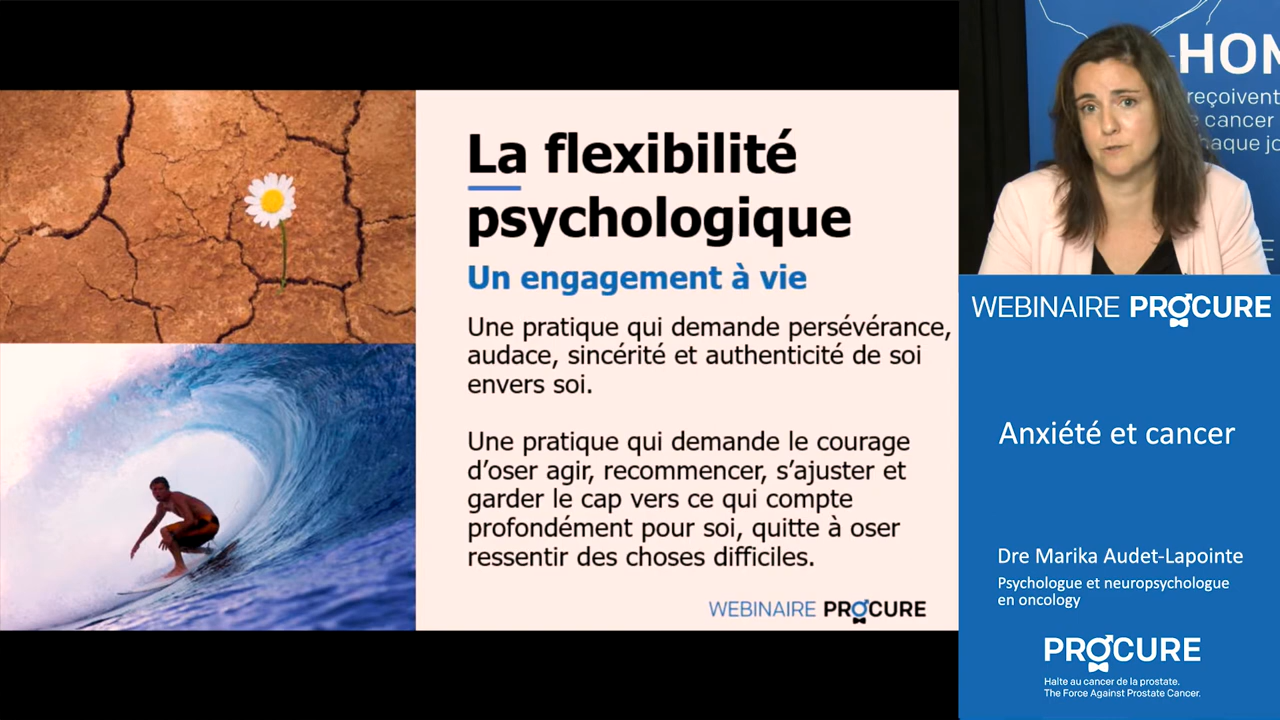 La flexibilité
psychologique
Un engagement à vie
Une pratique qui demande persévérance,
audace, sincérité et authenticité de soi
envers soi.
Une pratique qui demande le courage
d'oser agir, recommencer, s'ajuster et
garder le cap vers ce qui compte
profondément pour soi, quitte à oser
ressentir des choses difficiles.
WEBINAIRE PROCURE
HOM
reçoivent
cancer
WEBINAIRE PROCURE
Anxiété et cancer
Dre Marika Audet-Lapointe
Psychologue et neuropsychologue
en oncology
PROCURE
Halte au cancer de la prostate.
The Force Against Prostate Cancer.